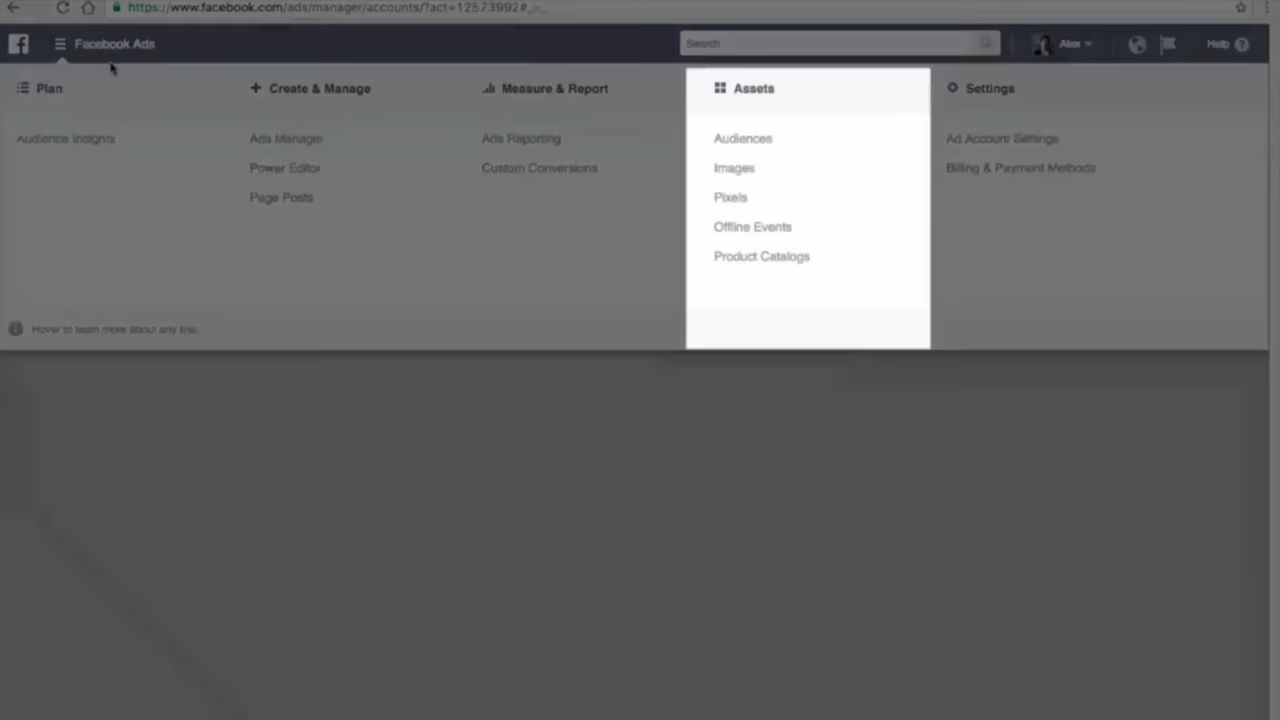 https://www.facebook.com/ads/manager/accounts/?act=12573992#_=_
Facebook Ads
Search
Alex
Help
Plan
Audience Insights
Create & Manage
Ads Manager
Power Editor
Page Posts
Measure & Report
Ads Reporting
Custom Conversions
Assets
Audiences
Images
Pixels
Offline Events
Product Catalogs
Settings
Ad Account Settings
Billing & Payment Methods
Hover to learn more about any link.